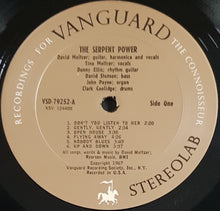 RECORDINGS FOR THE CONNOISSEUR
VANGUARD
THE SERPENT POWER
David Meltzer; guitar, harmonica and vocals
Tina Meltzer; vocals
Denny Ellis; rhythm guitar
David Stenson; bass
John Payne; organ
Clark Coolidge; drums
VSD-79252-A
Side One
1. DON'T YOU LISTEN TO HER
2. GENTLY, GENTLY
3. OPEN HOUSE
4. FLYING AWAY
5. NOBODY BLUES
6. UP AND DOWN
All songs, words & music by David Meltzer;
Copyright 1967
Vanguard Recording Society, Inc., N.Y.
Recorded in U.S.A.
STEREOLAB